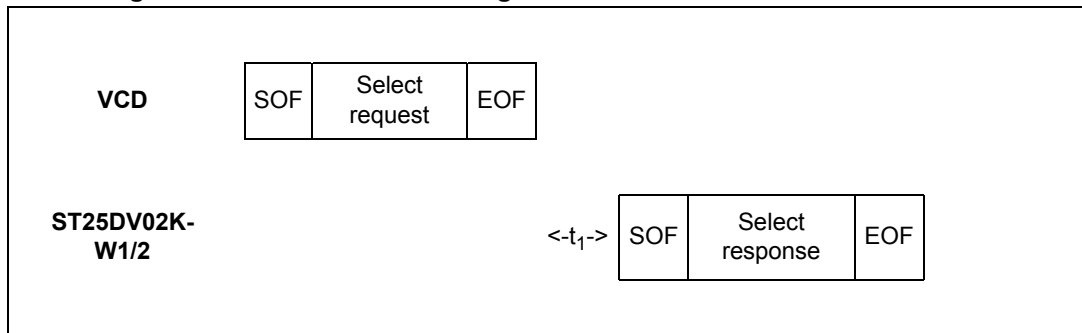 VCD
SOF
Select
request
EOF
ST25DV02K-
W1/2
<-t1->
SOF
Select
response
EOF